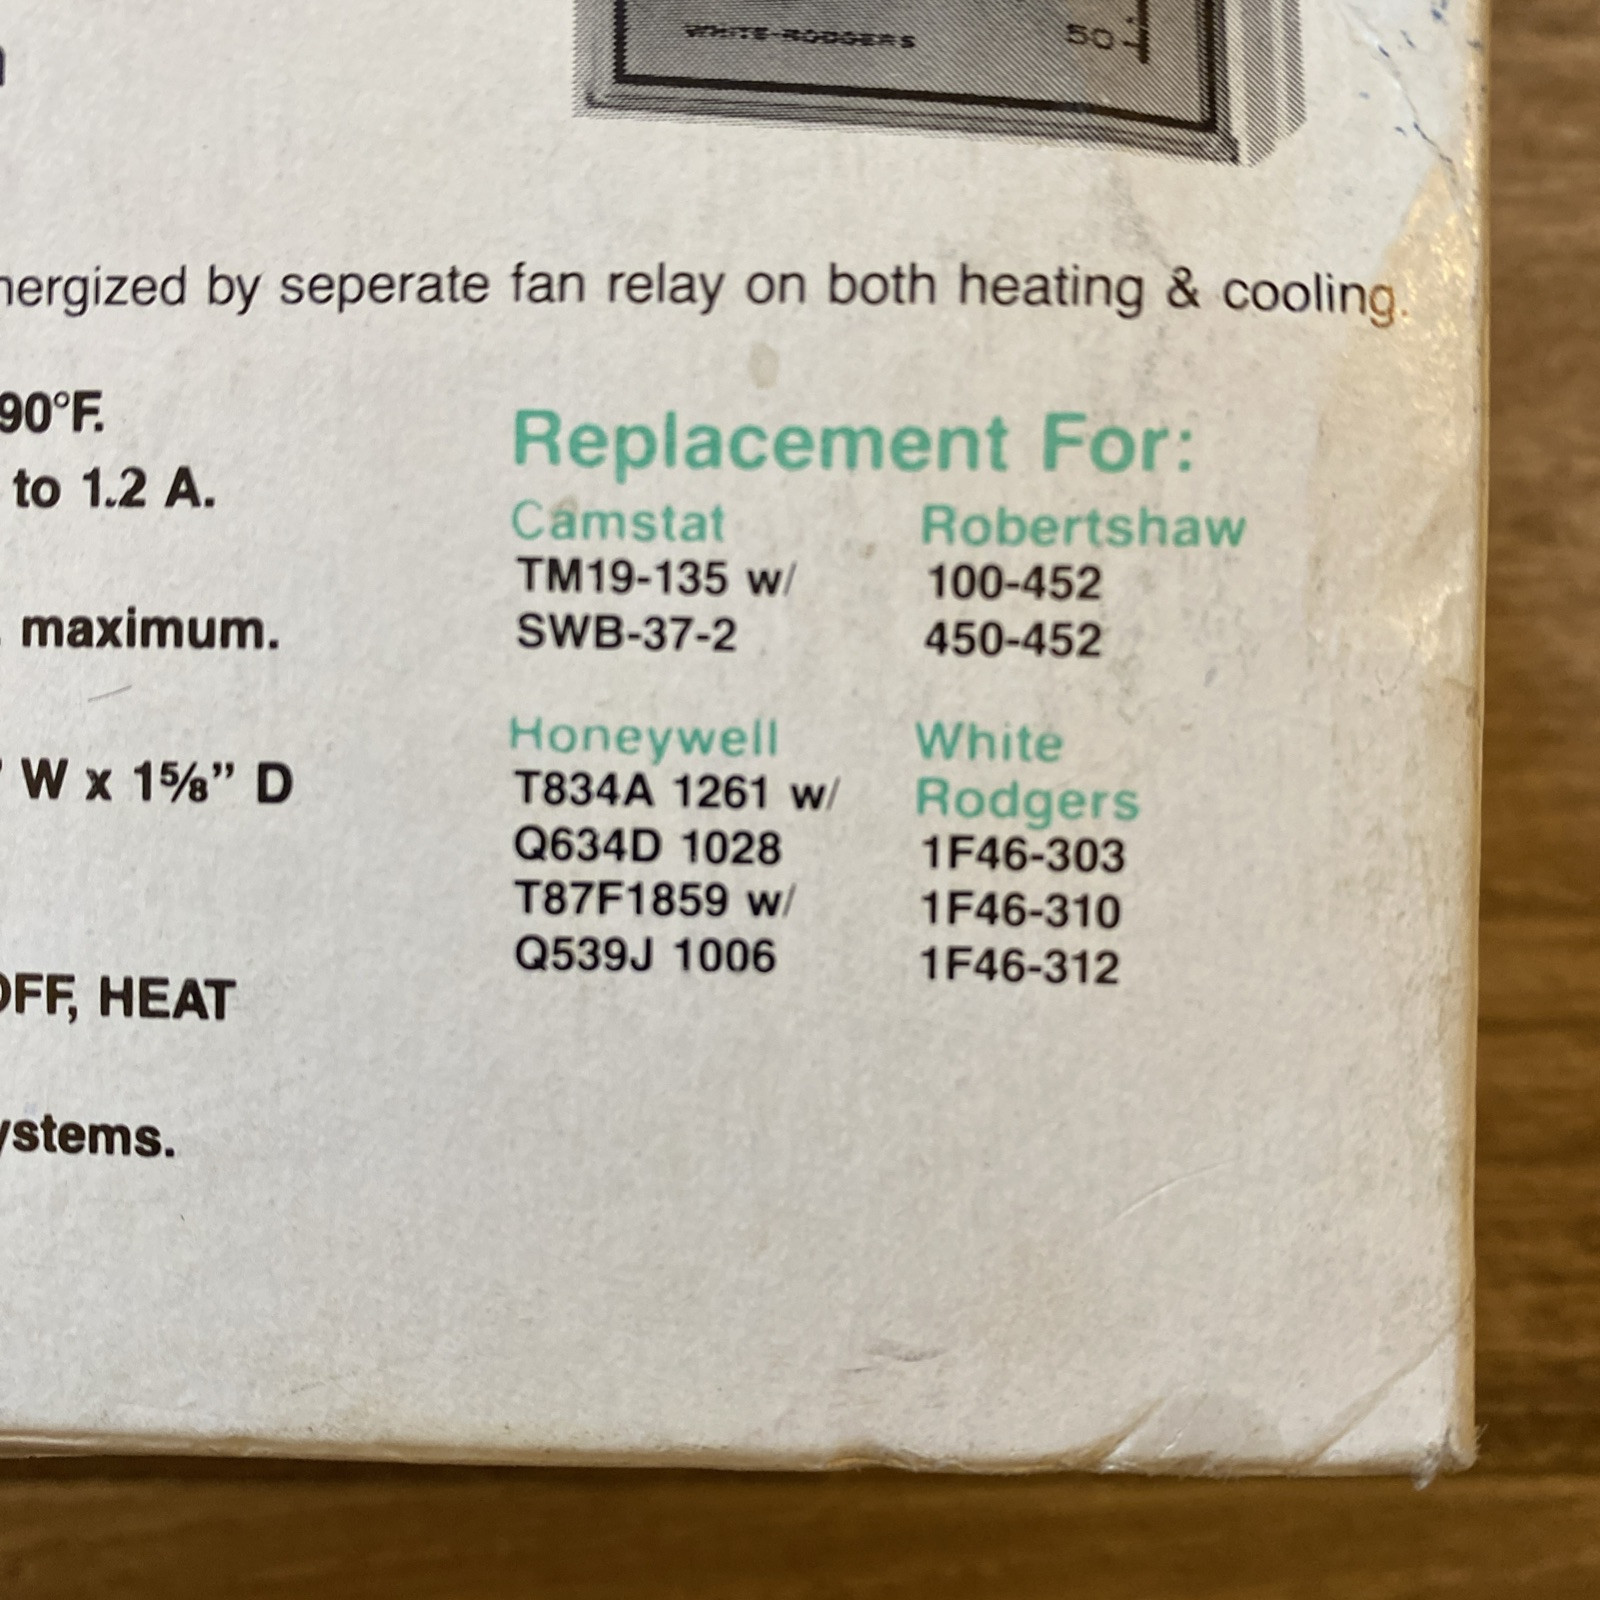 WHITE-RODGERS
50
nergized by seperate fan relay on both heating & cooling.
90°F.
to 1.2 A.
maximum.
W x 1⅝” D
OFF, HEAT
ystems.
Replacement For:
Camstat
TM19-135 w/
SWB-37-2
Robertshaw
100-452
450-452
Honeywell
T834A 1261 w/
Q634D 1028
T87F1859 w/
Q539J 1006
White
Rodgers
1F46-303
1F46-310
1F46-312